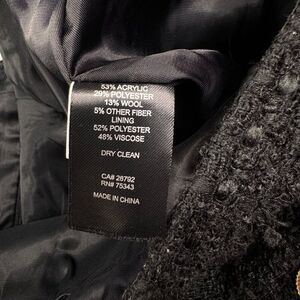 53% ACRYLIC
29% POLYESTER
13% WOOL
5% OTHER FIBER
LINING
52% POLYESTER
48% VISCOSE
DRY CLEAN
CA# 28792
RN# 75343
MADE IN CHINA